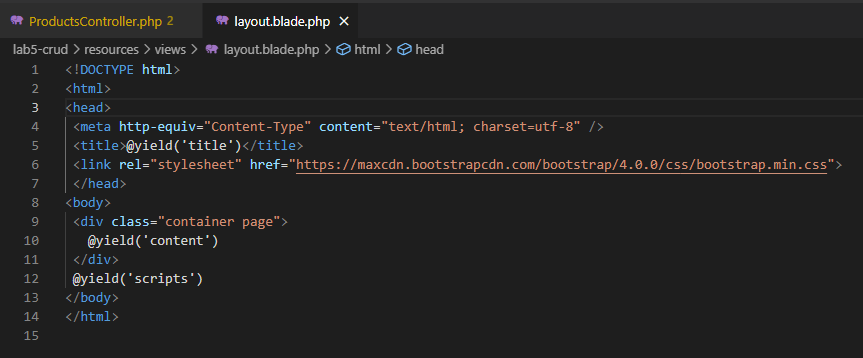 ProductsController.php 2 layout.blade.php ×
lab5-crud > resources > views > layout.blade.php > html > head
1 <!DOCTYPE html>
2 <html>
3 <head>
4 <meta http-equiv="Content-Type" content="text/html; charset=utf-8" />
5 <title>@yield('title')</title>
6 <link rel="stylesheet" href="https://maxcdn.bootstrapcdn.com/bootstrap/4.0.0/css/bootstrap.min.css">
7 </head>
8 <body>
9 <div class="container page">
10 @yield('content')
11 </div>
12 @yield('scripts')
13 </body>
14 </html>
15